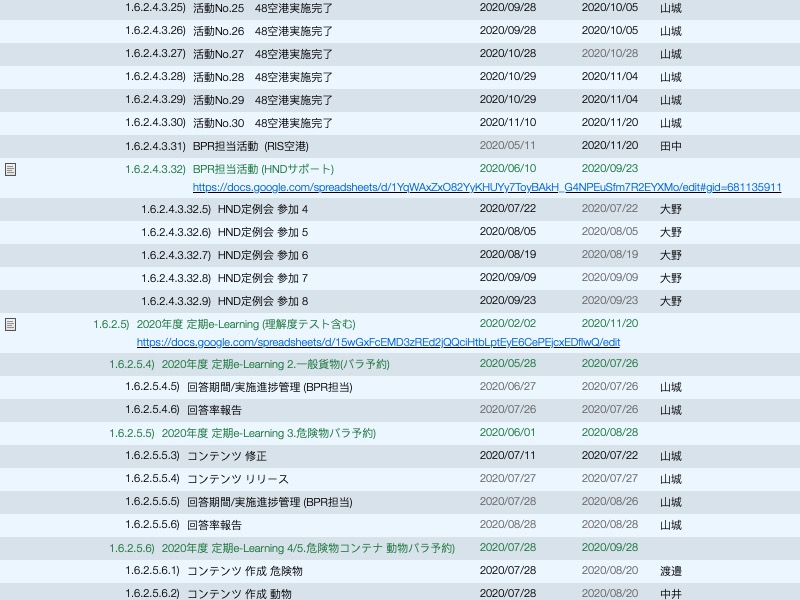 1.6.2.4.3.25) 活動No.25 48空港実施完了 2020/09/28 2020/10/05 山城
1.6.2.4.3.26) 活動No.26 48空港実施完了 2020/09/28 2020/10/05 山城
1.6.2.4.3.27) 活動No.27 48空港実施完了 2020/10/28 2020/10/28 山城
1.6.2.4.3.28) 活動No.28 48空港実施完了 2020/10/29 2020/11/04 山城
1.6.2.4.3.29) 活動No.29 48空港実施完了 2020/10/29 2020/11/04 山城
1.6.2.4.3.30) 活動No.30 48空港実施完了 2020/11/10 2020/11/20 山城
1.6.2.4.3.31) BPR担当活動 (RIS空港) 2020/05/11 2020/11/20 田中
1.6.2.4.3.32) BPR担当活動 (HNDサポート) 2020/06/10 2020/09/23
https://docs.google.com/spreadsheets/d/1YqWAxZxO82YyKHUYy7ToyBAkH_G4NPEuSfm7R2EYXMo/edit#gid=681135911
1.6.2.4.3.32.5) HND定例会 参加 4 2020/07/22 2020/07/22 大野
1.6.2.4.3.32.6) HND定例会 参加 5 2020/08/05 2020/08/05 大野
1.6.2.4.3.32.7) HND定例会 参加 6 2020/08/19 2020/08/19 大野
1.6.2.4.3.32.8) HND定例会 参加 7 2020/09/09 2020/09/09 大野
1.6.2.4.3.32.9) HND定例会 参加 8 2020/09/23 2020/09/23 大野
1.6.2.5) 2020年度 定期e-Learning (理解度テスト含む) 2020/02/02 2020/11/20
https://docs.google.com/spreadsheets/d/15wGxFcEMD3zREd2jQQciHtbLptEyE6CePEjcxEDflwQ/edit
1.6.2.5.4) 2020年度 定期e-Learning 2.一般貨物(バラ予約) 2020/05/28 2020/07/26
1.6.2.5.4.5) 回答期間/実施進捗管理 (BPR担当) 2020/06/27 2020/07/26 山城
1.6.2.5.4.6) 回答率報告 2020/07/26 2020/07/26 山城
1.6.2.5.5) 2020年度 定期e-Learning 3.危険物バラ予約) 2020/06/01 2020/08/28
1.6.2.5.5.3) コンテンツ 修正 2020/07/11 2020/07/22 山城
1.6.2.5.5.4) コンテンツ リリース 2020/07/27 2020/07/27 山城
1.6.2.5.5.5) 回答期間/実施進捗管理 (BPR担当) 2020/07/28 2020/08/26 山城
1.6.2.5.5.6) 回答率報告 2020/08/28 2020/08/28 山城
1.6.2.5.6) 2020年度 定期e-Learning 4/5.危険物コンテナ 動物バラ予約) 2020/07/28 2020/09/28
1.6.2.5.6.1) コンテンツ 作成 危険物 2020/07/28 2020/08/20 渡邉
1.6.2.5.6.2) コンテンツ 作成 動物 2020/07/28 2020/08/20 中井